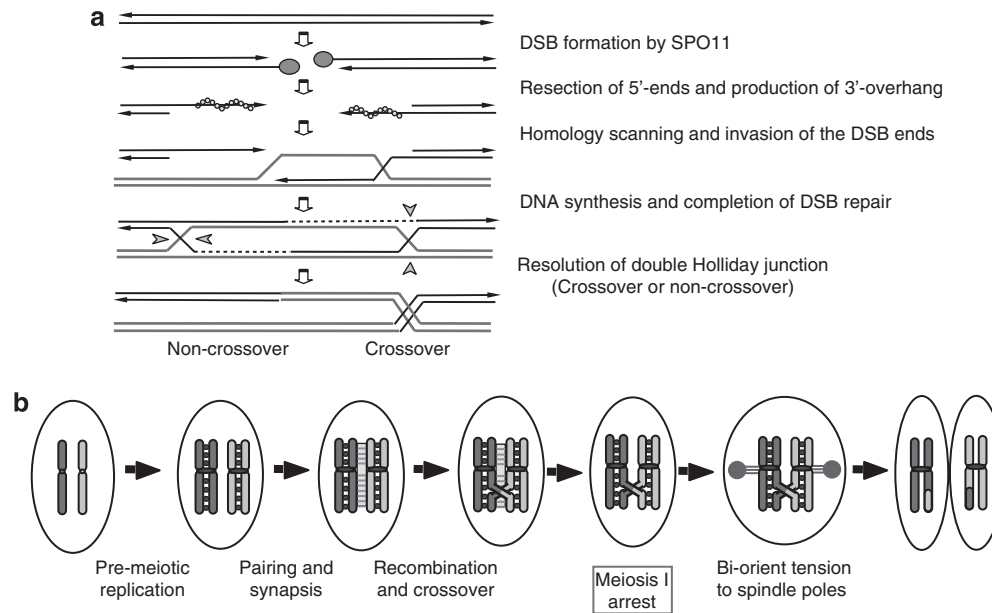 a
DSB formation by SPO11
Resection of 5'-ends and production of 3'-overhang
Homology scanning and invasion of the DSB ends
DNA synthesis and completion of DSB repair
Resolution of double Holliday junction
(Crossover or non-crossover)
Non-crossover
Crossover
b
Pre-meiotic
replication
Pairing and
synapsis
Recombination
and crossover
Meiosis I
arrest
Bi-orient tension
to spindle poles